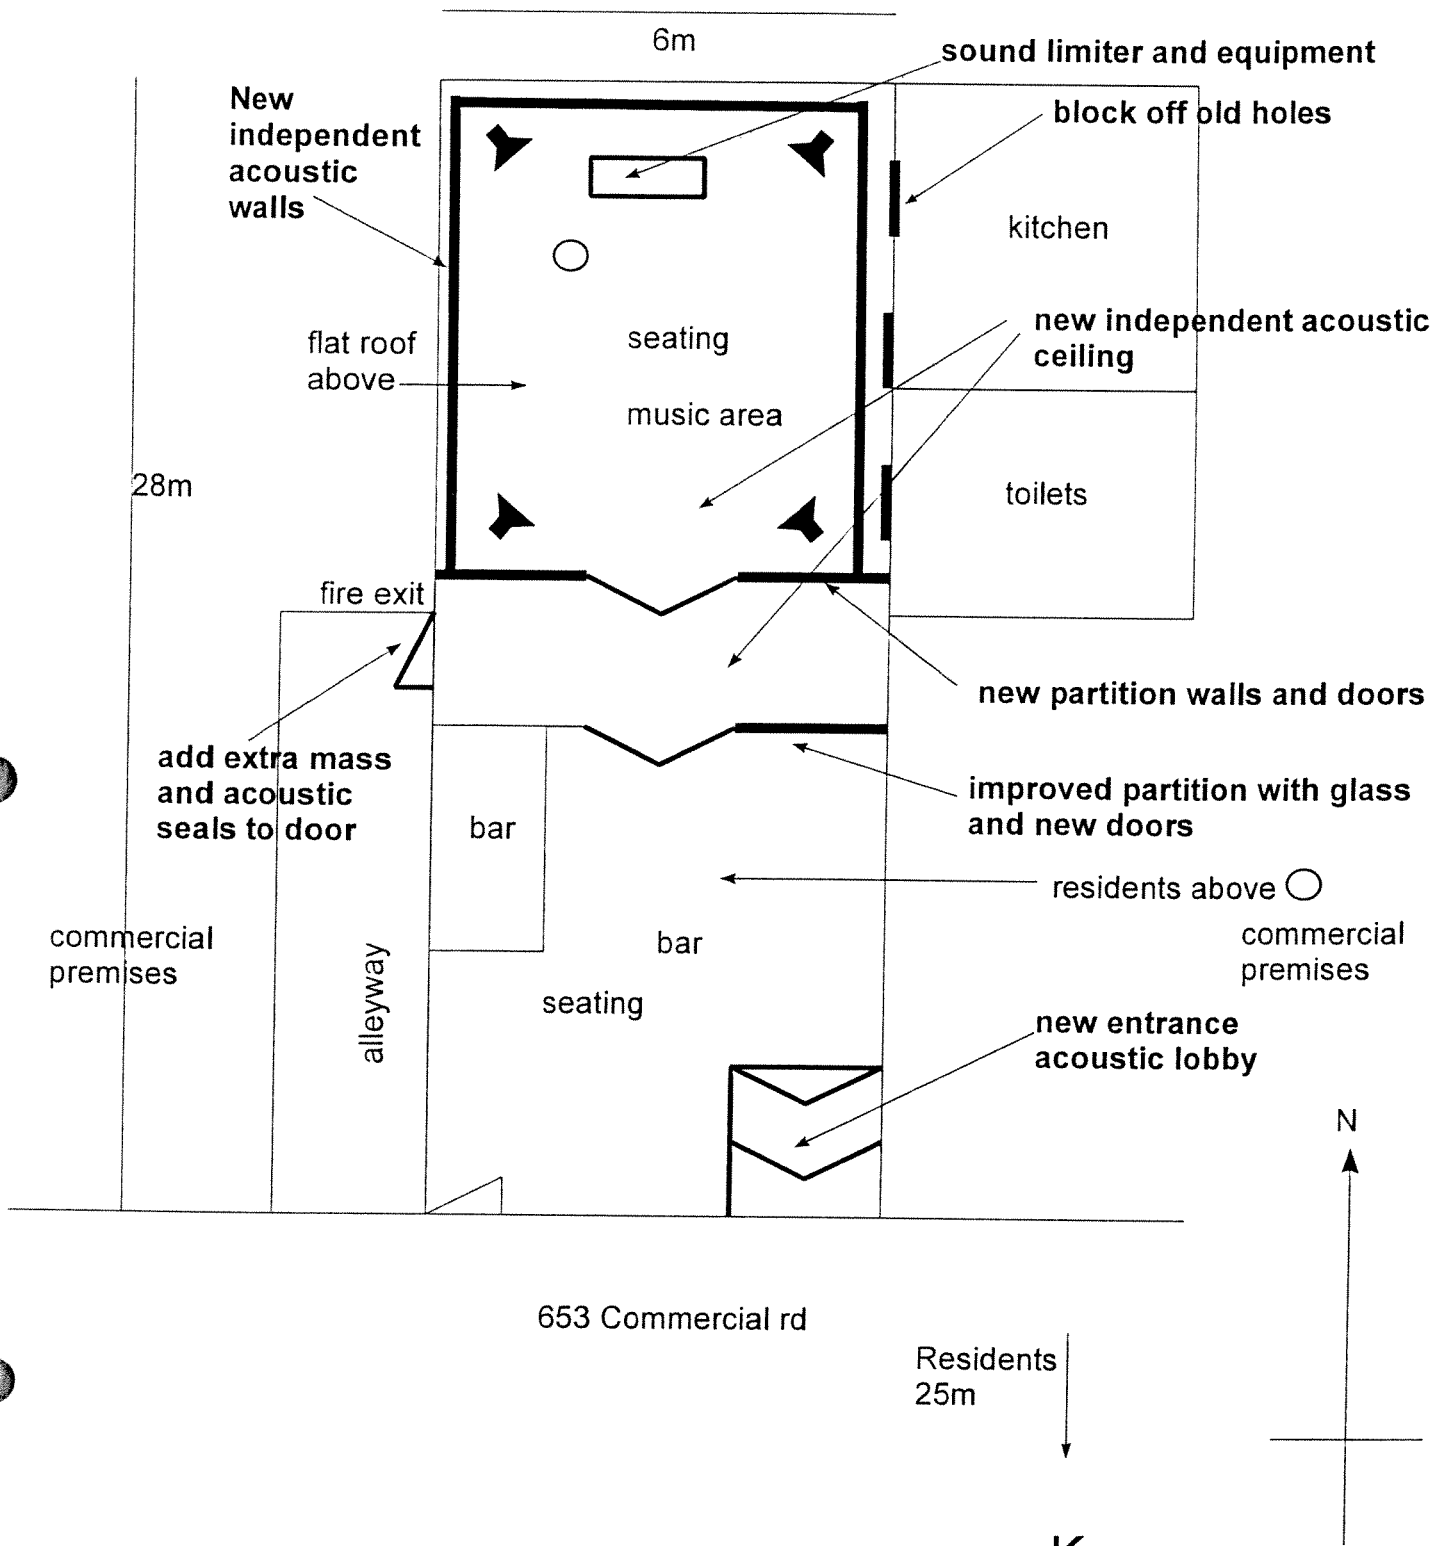 6m
sound limiter and equipment
New
independent
acoustic
walls
block off old holes
kitchen
new independent acoustic
ceiling
flat roof
above
seating
music area
28m
toilets
fire exit
new partition walls and doors
add extra mass
and acoustic
seals to door
improved partition with glass
and new doors
bar
residents above
commercial
premises
alleyway
bar
commercial
premises
seating
new entrance
acoustic lobby
N
653 Commercial rd
Residents
25m